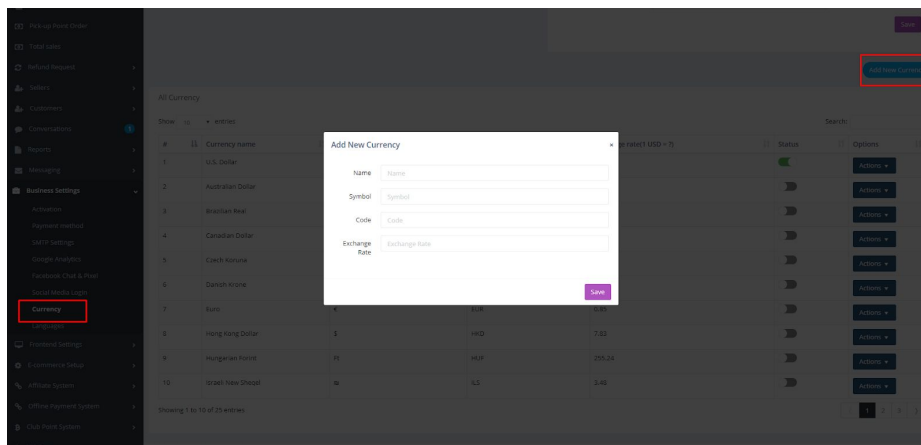 Pick-up Point Order
Save
Total sales
Refund Request
Add New Currency
Sellers
All Currency
Customers
Show
entries
Search:
Conversations
Reports
# Currency name
Status Options
Messaging
1 U.S. Dollar
Actions
Business Settings
2 Australian Dollar
Actions
Activation
3 Brazilian Real
Actions
Payment method
4 Canadian Dollar
Actions
SMTP Settings
Google Analytics
5 Czech Koruna
Actions
Facebook Chat & Pixel
6 Danish Krone
Actions
Social Media Login
Currency
7 Euro € EUR 0.85
Actions
Languages
8 Hong Kong Dollar $ HKD 7.83
Actions
Frontend Settings
9 Hungarian Forint Ft HUF 255.24
Actions
E-commerce Setup
10 Israeli New Sheqel ₪ ILS 3.48
Actions
Affiliate System
Offline Payment System
Showing 1 to 10 of 25 entries
1 2 3
Club Point System
Add New Currency ×
e rate(1 USD = ?)
Name Name
Symbol Symbol
Code Code
Exchange Rate Exchange Rate
Save